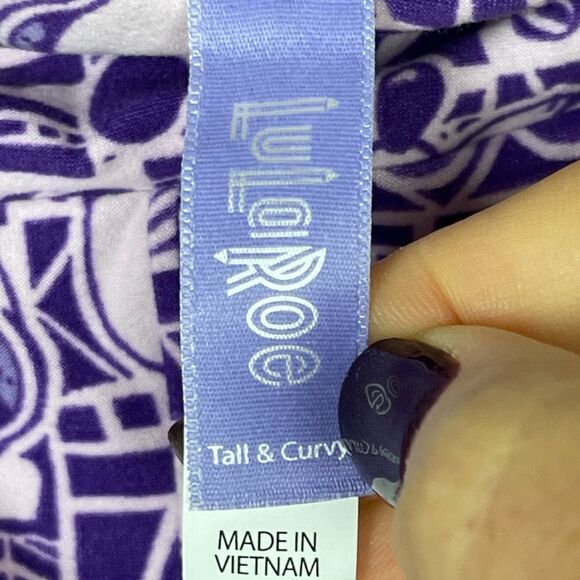 LuLaRoe
Tall & Curvy
MADE IN
VIETNAM